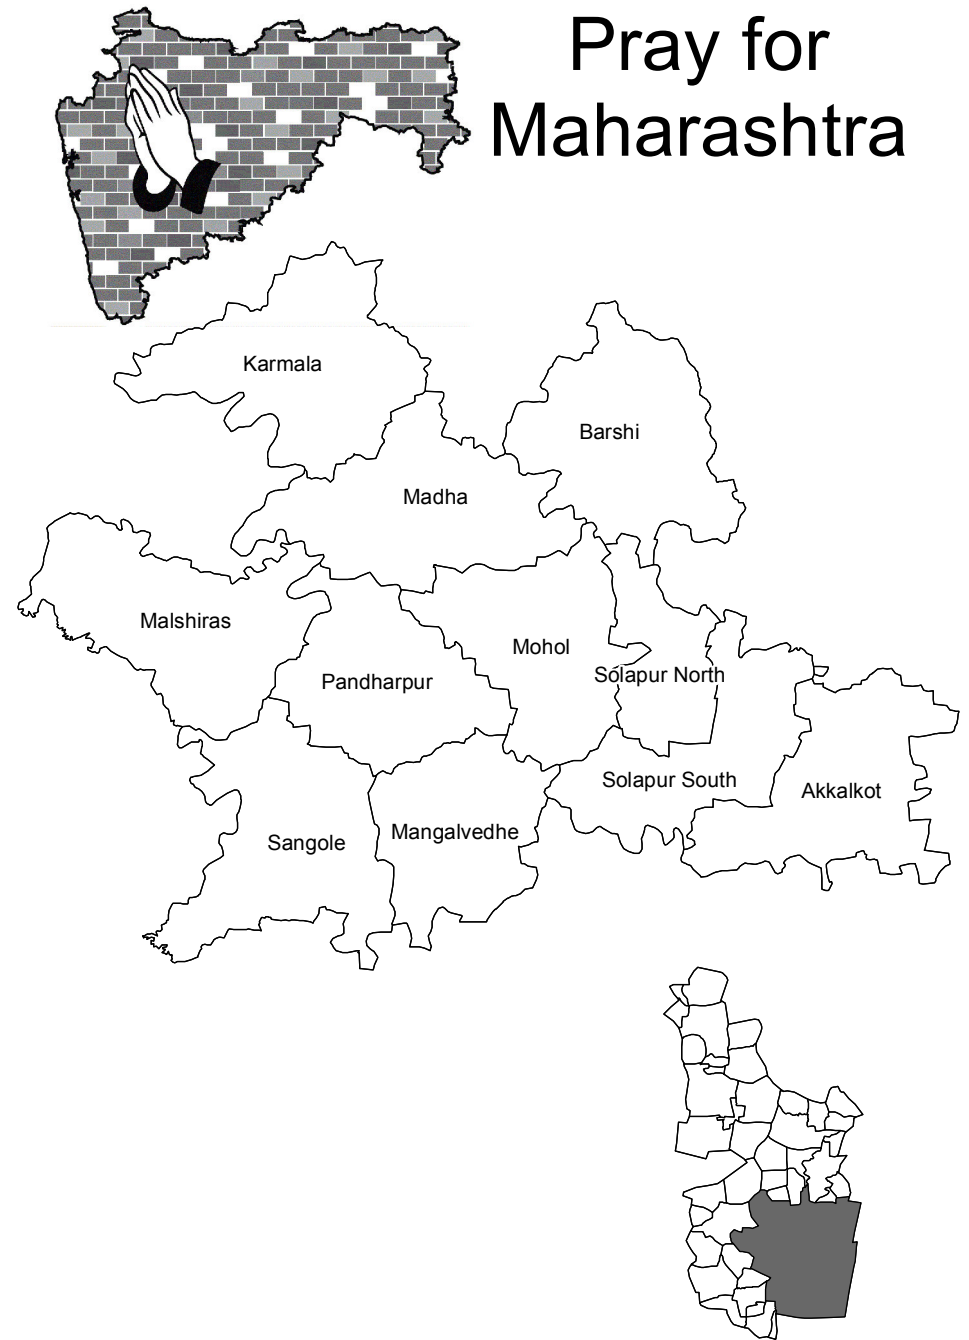 Pray for
Maharashtra
Karmala
Barshi
Madha
Malshiras
Mohol
Solapur North
Pandharpur
Solapur South
Akkalkot
Mangalvedhe
Sangole